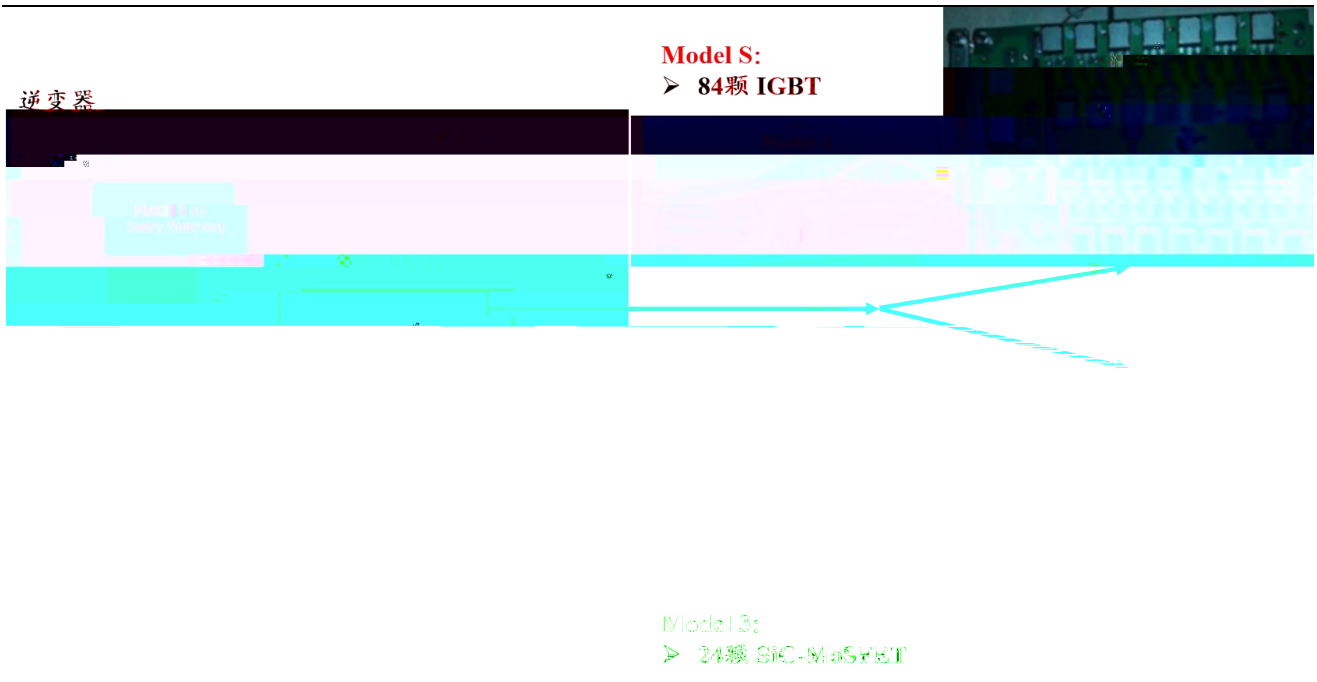 逆变器
Model S:
➢ 84颗 IGBT
Model 3:
➢ 24颗 SiC-MoSFET